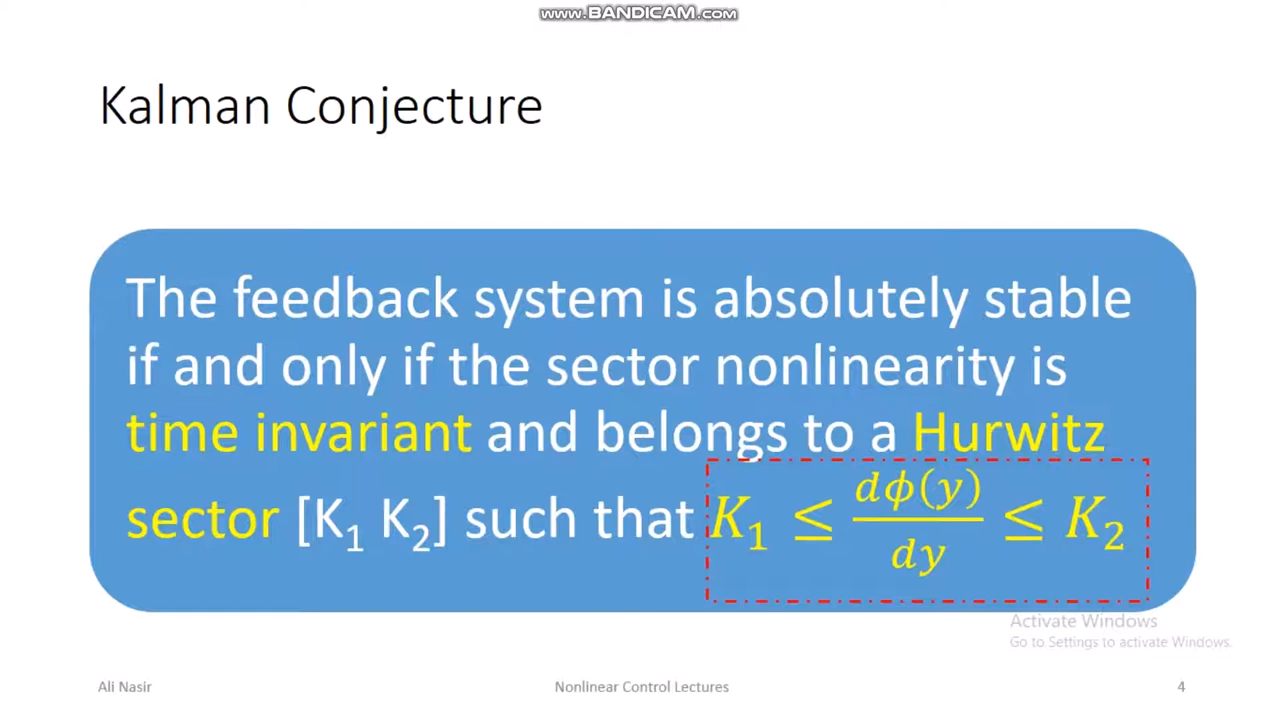 www.BANDICAM.com
Kalman Conjecture
The feedback system is absolutely stable
if and only if the sector nonlinearity is
time invariant and belongs to a Hurwitz
sector [K₁ K₂] such that K₁ ≤ dϕ(y)/dy ≤ K₂
Activate Windows
Go to Settings to activate Windows.
Ali Nasir
Nonlinear Control Lectures
4